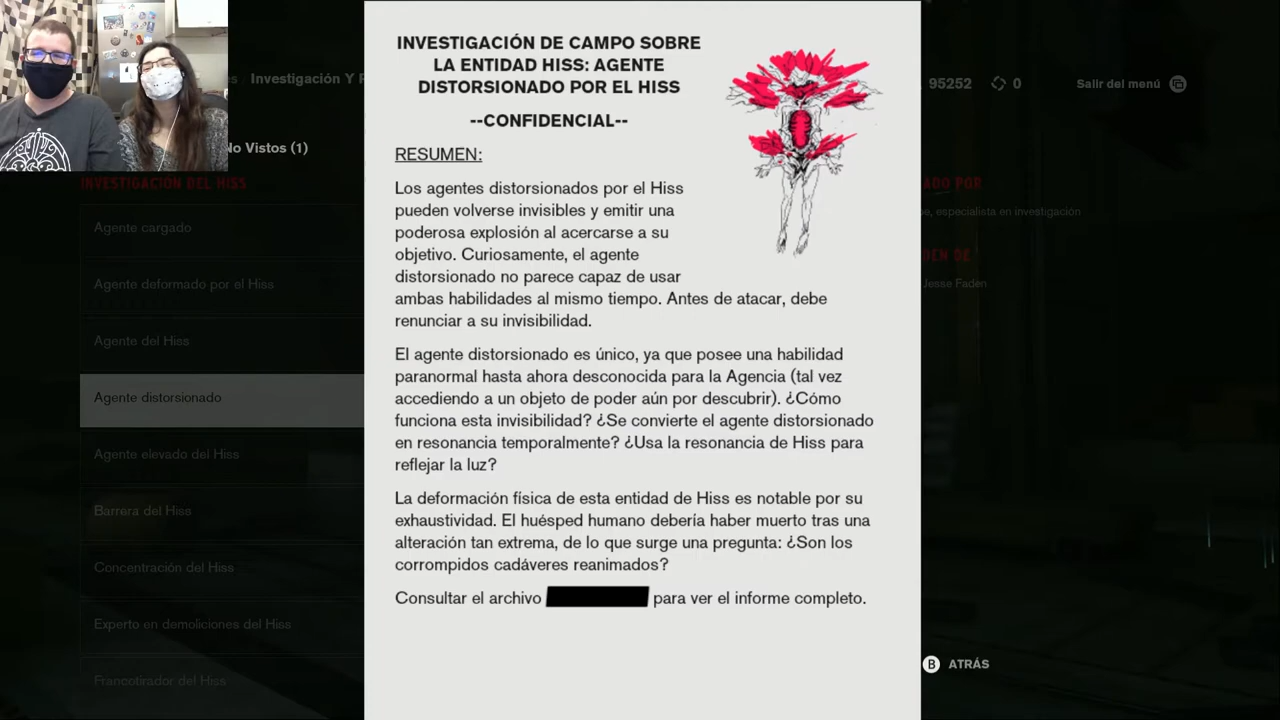 Investigación Y
95252
0
Salir del menú
No Vistos (1)
INVESTIGACIÓN DEL HISS
Agente cargado
Agente deformado por el Hiss
Agente del Hiss
Agente distorsionado
Agente elevado del Hiss
Barrera del Hiss
Concentración del Hiss
Experto en demoliciones del Hiss
Francotirador del Hiss
INVESTIGACIÓN DE CAMPO SOBRE
LA ENTIDAD HISS: AGENTE
DISTORSIONADO POR EL HISS
--CONFIDENCIAL--
RESUMEN:
Los agentes distorsionados por el Hiss
pueden volverse invisibles y emitir una
poderosa explosión al acercarse a su
objetivo. Curiosamente, el agente
distorsionado no parece capaz de usar
ambas habilidades al mismo tiempo. Antes de atacar, debe
renunciar a su invisibilidad.
El agente distorsionado es único, ya que posee una habilidad
paranormal hasta ahora desconocida para la Agencia (tal vez
accediendo a un objeto de poder aún por descubrir). ¿Cómo
funciona esta invisibilidad? ¿Se convierte el agente distorsionado
en resonancia temporalmente? ¿Usa la resonancia de Hiss para
reflejar la luz?
La deformación física de esta entidad de Hiss es notable por su
exhaustividad. El huésped humano debería haber muerto tras una
alteración tan extrema, de lo que surge una pregunta: ¿Son los
corrompidos cadáveres reanimados?
Consultar el archivo para ver el informe completo.
ADO POR
e, especialista en investigación
DEN DE
Jesse Faden
B ATRÁS